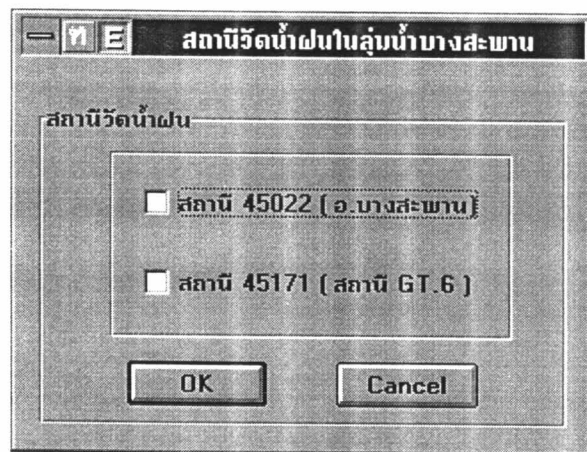 ท E สถานีวัดน้ำฝนในลุ่มน้ำบางสะพาน
สถานีวัดน้ำฝน
สถานี 45022 ( อ.บางสะพาน)
สถานี 45171 ( สถานี GT.6 )
OK Cancel